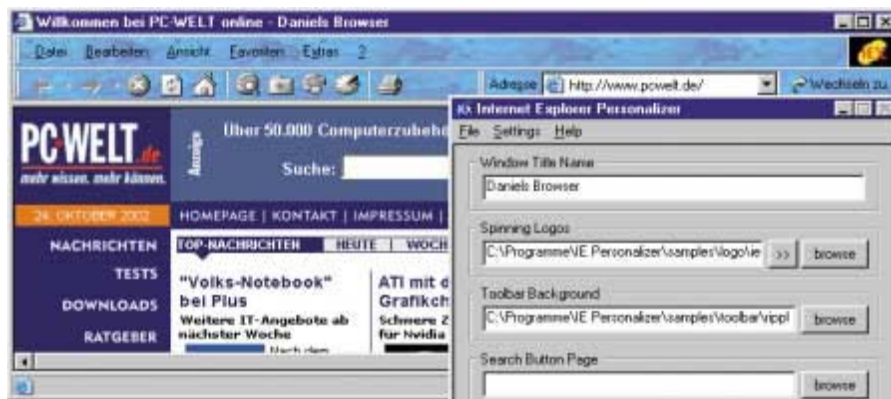 Willkommen bei PC-WELT online - Daniels Browser
Datei Bearbeiten Ansicht Favoriten Extras ?
Adresse http://www.pcwelt.de/ Wechseln zu
PC WELT.de
mehr wissen. mehr können.
Anzeige
Über 50.000 Computerzubehö
Suche:
24. OKTOBER 2002
HOMEPAGE | KONTAKT | IMPRESSUM |
NACHRICHTEN
TESTS
DOWNLOADS
RATGEBER
TOP-NACHRICHTEN HEUTE WOCH
"Volks-Notebook"
bei Plus
Weitere IT-Angebote ab
nächster Woche
Nach dem
ATI mit d
Grafikch
Schwere Z
für Nvidia
Internet Explorer Personalizer
File Settings Help
Window Title Name
Daniels Browser
Spinning Logos
C:\Programme\IE Personalizer\samples\logo\ie >> browse
Toolbar Background
C:\Programme\IE Personalizer\samples\toolbar\rippl browse
Search Button Page
browse